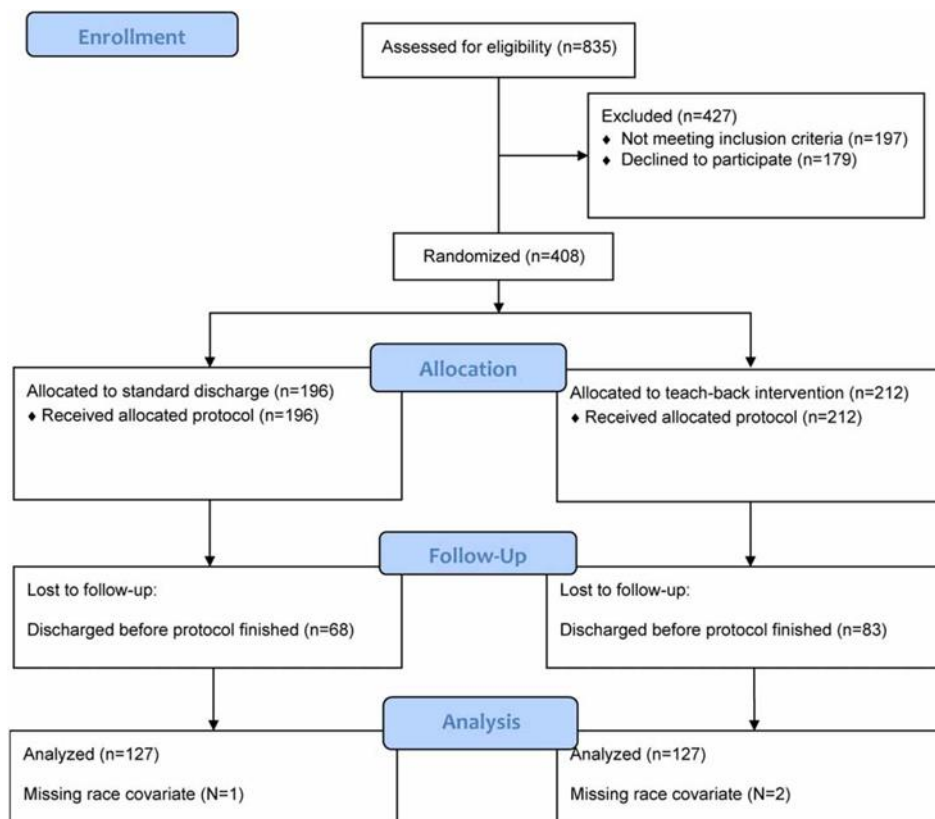 Enrollment
Assessed for eligibility (n=835)
Excluded (n=427)
♦ Not meeting inclusion criteria (n=197)
♦ Declined to participate (n=179)
Randomized (n=408)
Allocation
Allocated to standard discharge (n=196)
♦ Received allocated protocol (n=196)
Allocated to teach-back intervention (n=212)
♦ Received allocated protocol (n=212)
Follow-Up
Lost to follow-up:
Discharged before protocol finished (n=68)
Lost to follow-up:
Discharged before protocol finished (n=83)
Analysis
Analyzed (n=127)
Missing race covariate (N=1)
Analyzed (n=127)
Missing race covariate (N=2)